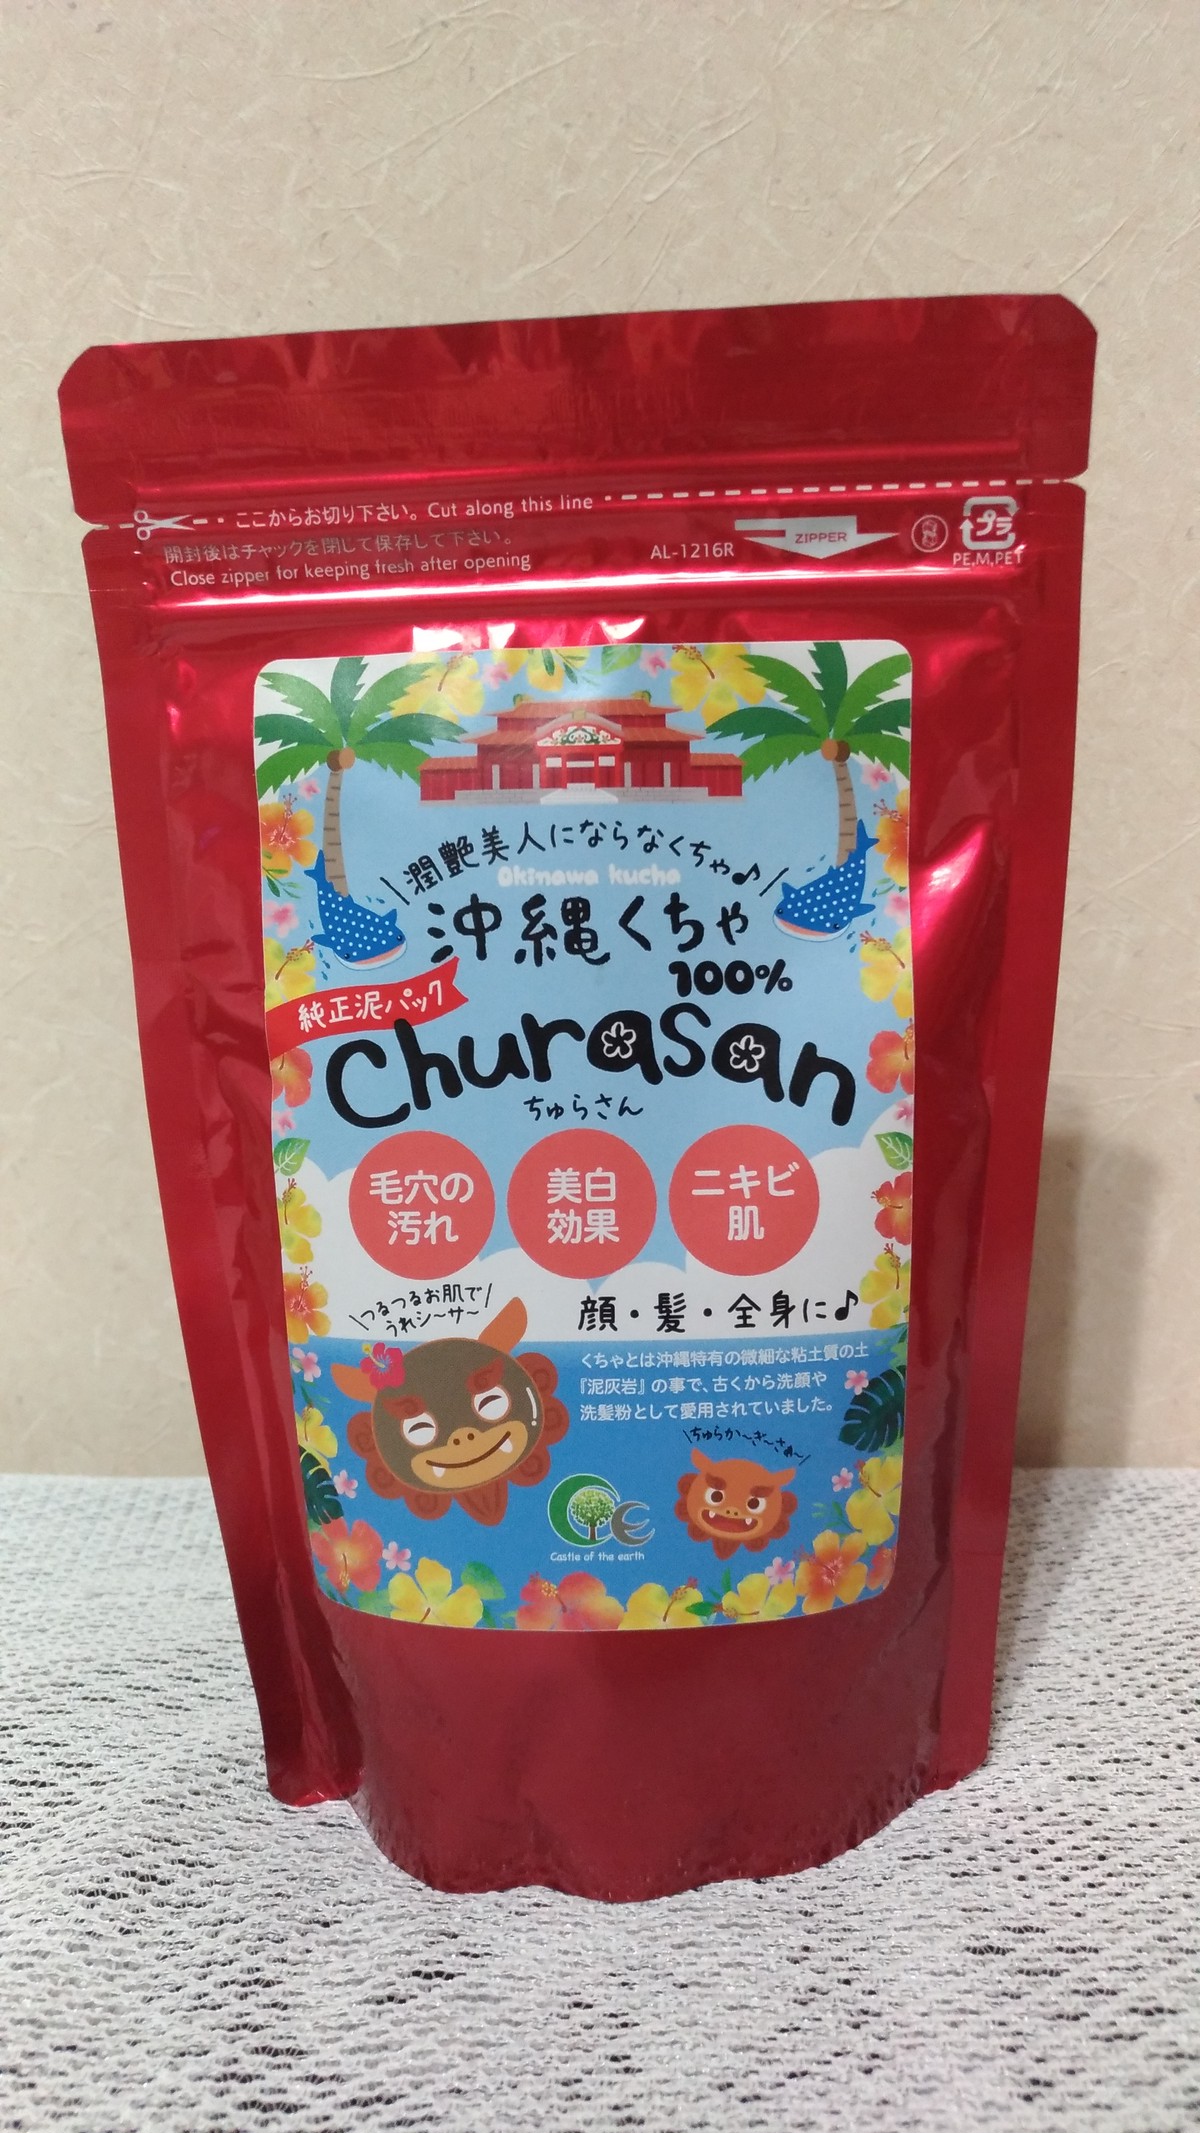 ここからお切り下さい。Cut along this line
開封後はチャックを閉じて保存して下さい。
Close zipper for keeping fresh after opening
AL-1216R
ZIPPER
プラ
PE,M,PET
潤艶美人にならなくちゃ♪
Okinawa kucha
沖縄くちゃ
100%
純正泥パック
Churasan
ちゅらさん
毛穴の
汚れ
美白
効果
ニキビ
肌
つるつるお肌で
うれシ～サ～
顔・髪・全身に♪
くちゃとは沖縄特有の微細な粘土質の土
『泥灰岩』の事で、古くから洗顔や
洗髪粉として愛用されていました。
ちゅらか～ぎ～さぁ～
CE
Castle of the earth